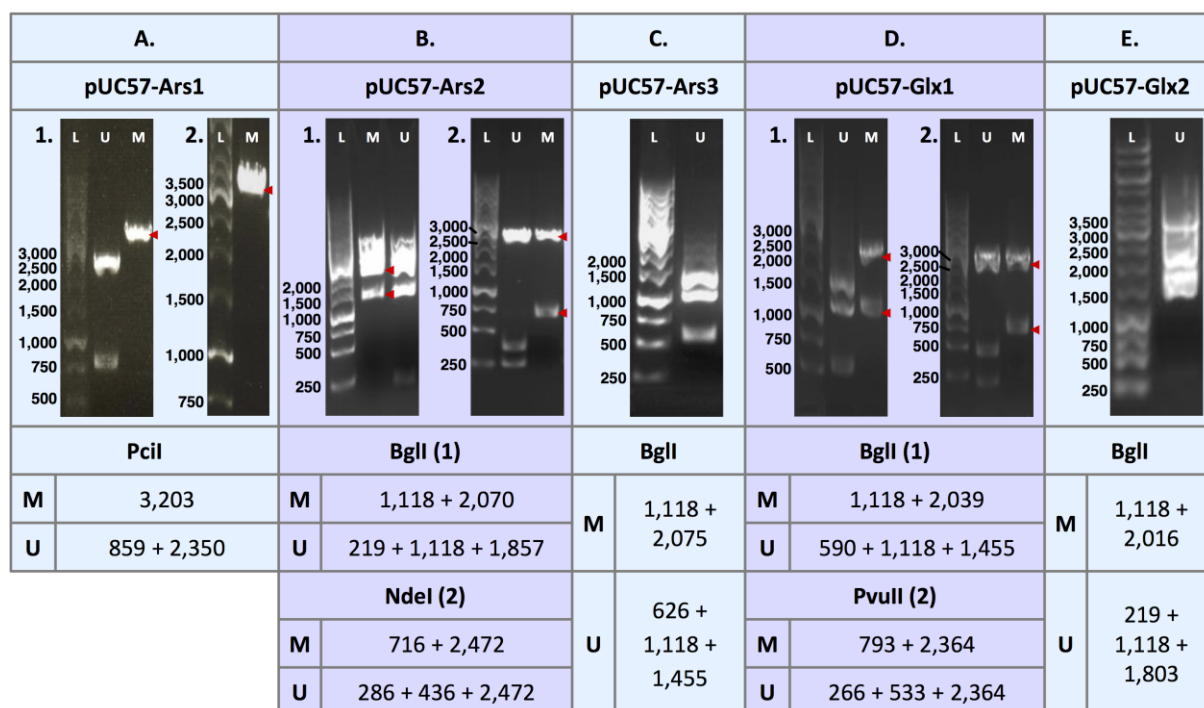 A. B. C. D. E.
pUC57-Ars1 pUC57-Ars2 pUC57-Ars3 pUC57-Glx1 pUC57-Glx2
1. L U M
3,000
2,500
2,000
1,500
1,000
750
500
2. L M
3,500
3,000
2,500
2,000
1,500
1,000
750
1. L M U
2,000
1,500
1,000
750
500
250
2. L U M
3,000
2,500
2,000
1,500
1,000
750
500
250
L U
2,000
1,500
1,000
750
500
250
1. L U M
3,000
2,500
2,000
1,500
1,000
500
2. L U M
3,000
2,500
2,000
1,500
1,000
750
500
250
L U
3,500
3,000
2,500
2,000
1,500
1,000
750
500
250
PciI BglI (1) BglI BglI (1) BglI
M 3,203
U 859 + 2,350
M 1,118 + 2,070
U 219 + 1,118 + 1,857
NdeI (2)
M 716 + 2,472
U 286 + 436 + 2,472
M 1,118 +
2,075
U 626 +
1,118 +
1,455
M 1,118 + 2,039
U 590 + 1,118 + 1,455
PvuII (2)
M 793 + 2,364
U 266 + 533 + 2,364
M 1,118 +
2,016
U 219 +
1,118 +
1,803